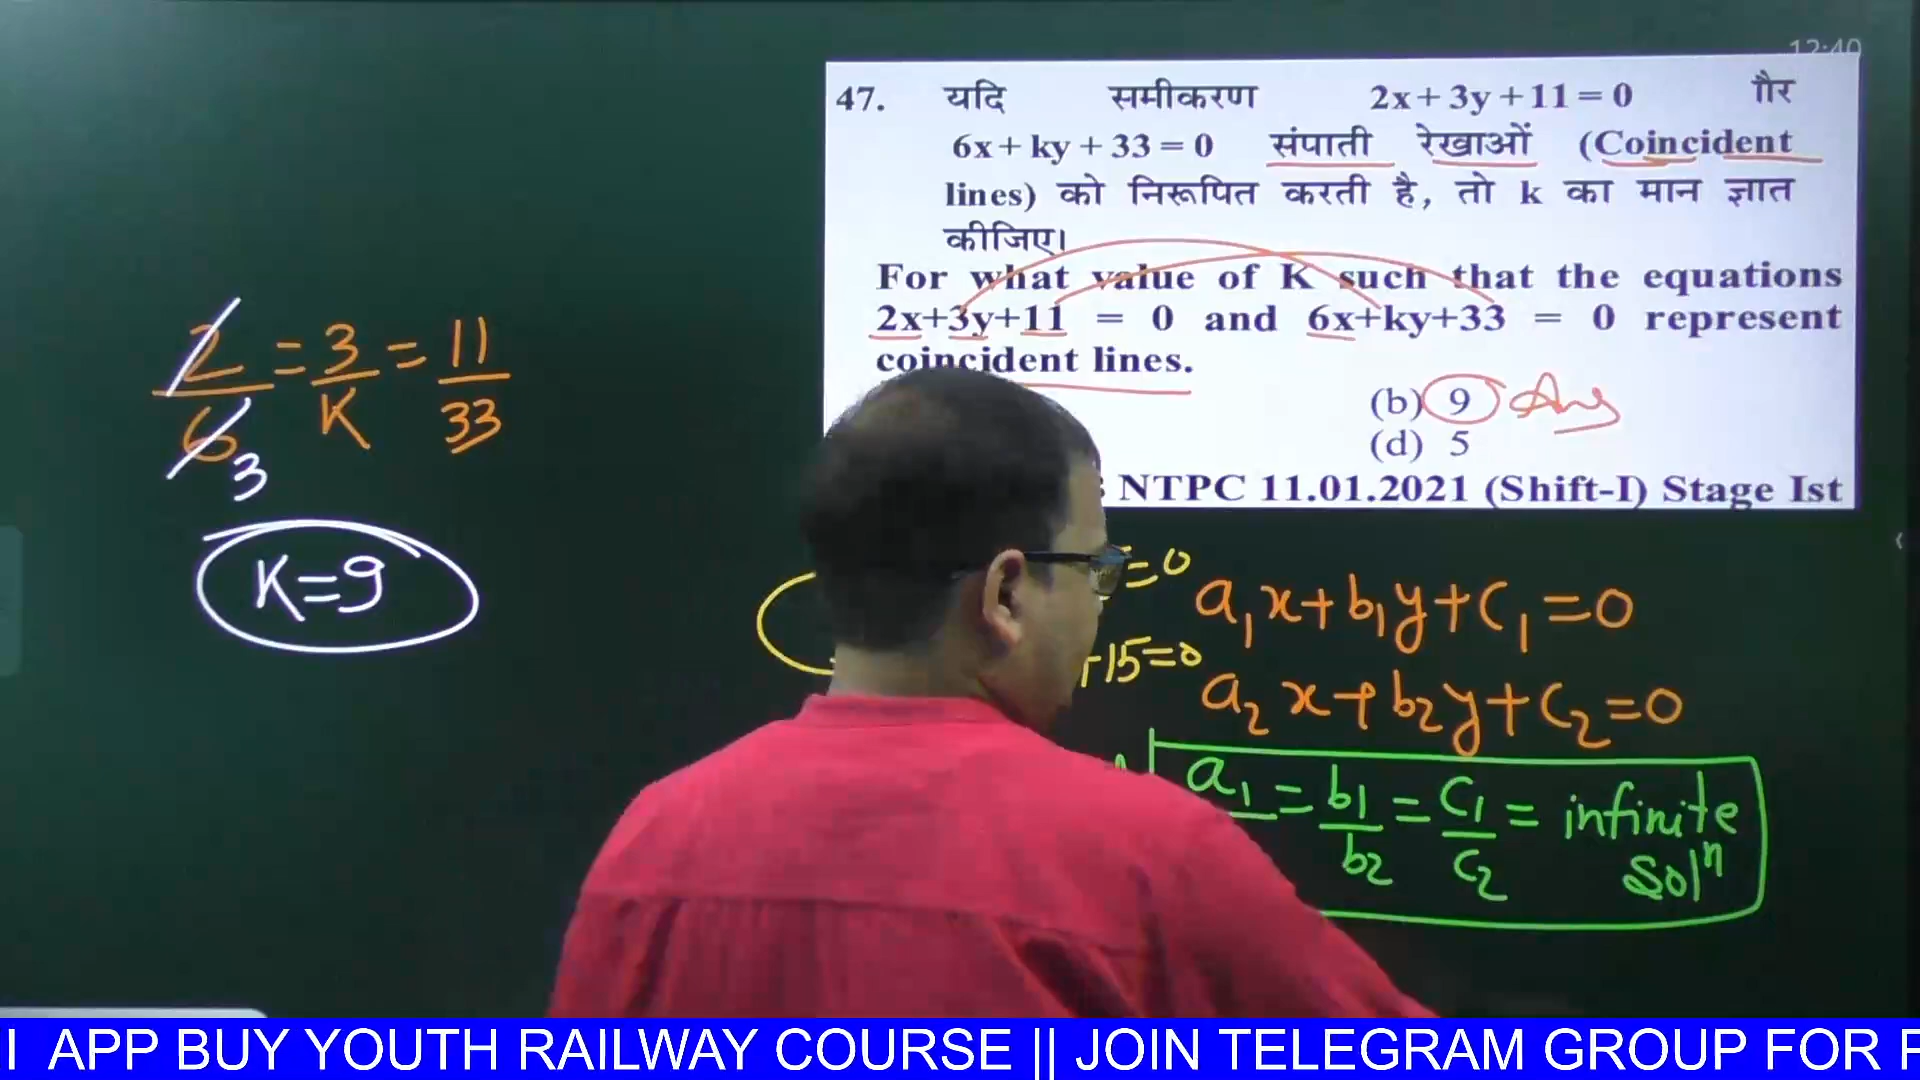 12:40
47. यदि समीकरण 2x+3y+11=0 गौर
6x+ky+33=0 संपाती रेखाओं (Coincident
lines) को निरूपित करती है, तो k का मान ज्ञात
कीजिए।
For what value of K such that the equations
2x+3y+11 = 0 and 6x+ky+33 = 0 represent
coincident lines.
(b) 9 Ans
(d) 5
NTPC 11.01.2021 (Shift-I) Stage Ist
2/6 = 3/K = 11/33
3
K=9
=0
+15=0
a₁x+b₁y+c₁=0
a₂x+b₂y+c₂=0
a₁ = b₁/b₂ = c₁/c₂ = infinite
Solⁿ
APP BUY YOUTH RAILWAY COURSE || JOIN TELEGRAM GROUP FOR